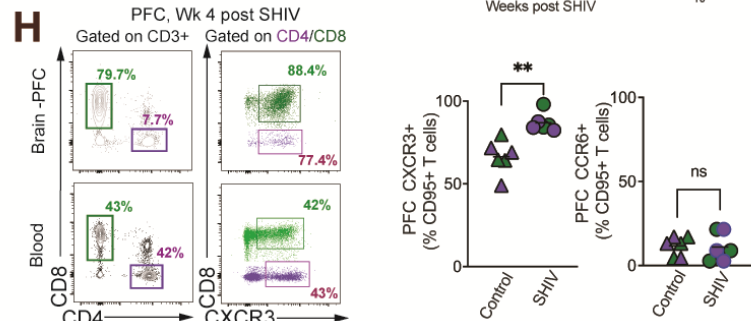 H
PFC, Wk 4 post SHIV
Gated on CD3+ Gated on CD4/CD8
Brain -PFC
79.7%
7.7%
88.4%
77.4%
Blood
43%
42%
42%
43%
CD8
CD4
CD8
CXCR3
Weeks post SHIV
PFC CXCR3+
(% CD95+ T cells)
100
50
0
**
Control
SHIV
PFC CCR6+
(% CD95+ T cells)
100
50
0
ns
Control
SHIV